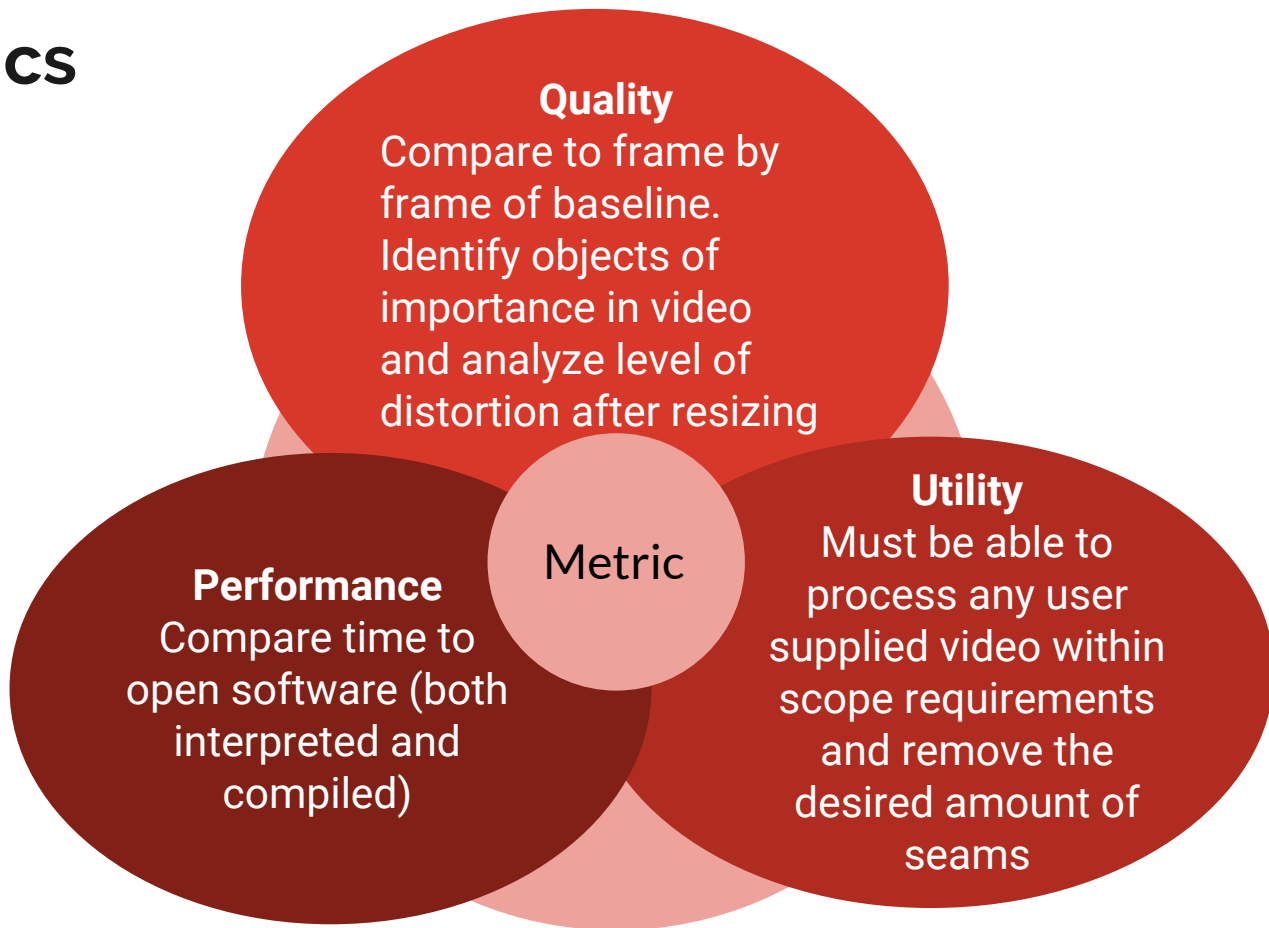 cs
Quality
Compare to frame by
frame of baseline.
Identify objects of
importance in video
and analyze level of
distortion after resizing
Metric
Performance
Compare time to
open software (both
interpreted and
compiled)
Utility
Must be able to
process any user
supplied video within
scope requirements
and remove the
desired amount of
seams